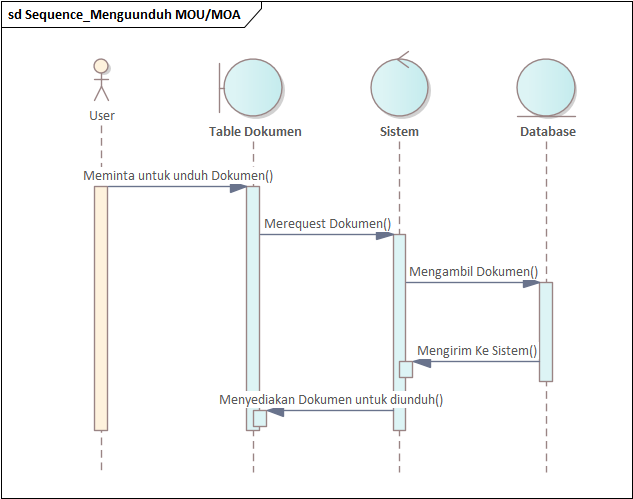 sd Sequence_Menguunduh MOU/MOA
User
Table Dokumen
Sistem
Database
Meminta untuk unduh Dokumen()
Merequest Dokumen()
Mengambil Dokumen()
Mengirim Ke Sistem()
Menyediakan Dokumen untuk diunduh()